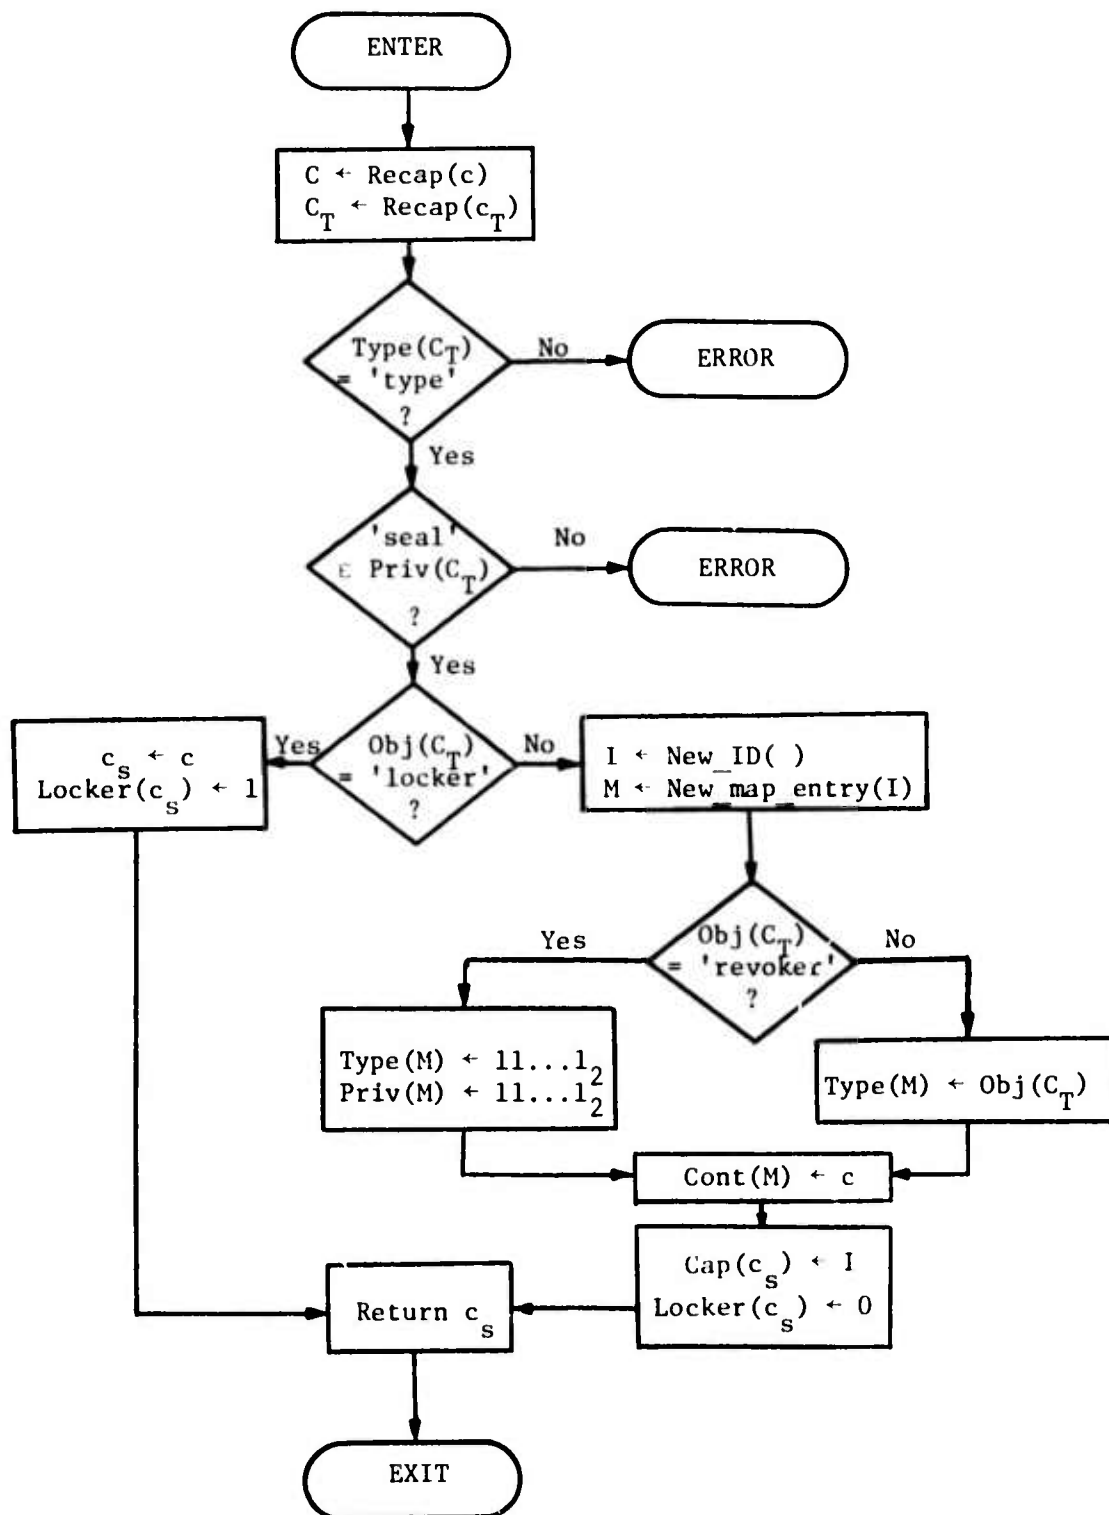 ENTER
C ← Recap(c)
C_T ← Recap(c_T)
Type(C_T)
= 'type'
?
No
ERROR
Yes
'seal'
ε Priv(C_T)
?
No
ERROR
Yes
Obj(C_T)
= 'locker'
?
Yes
c_s ← c
Locker(c_s) ← 1
No
I ← New_ID( )
M ← New_map_entry(I)
Obj(C_T)
= 'revoker'
?
Yes
No
Type(M) ← 11...1_2
Priv(M) ← 11...1_2
Type(M) ← Obj(C_T)
Cont(M) ← c
Cap(c_s) ← I
Locker(c_s) ← 0
Return c_s
EXIT